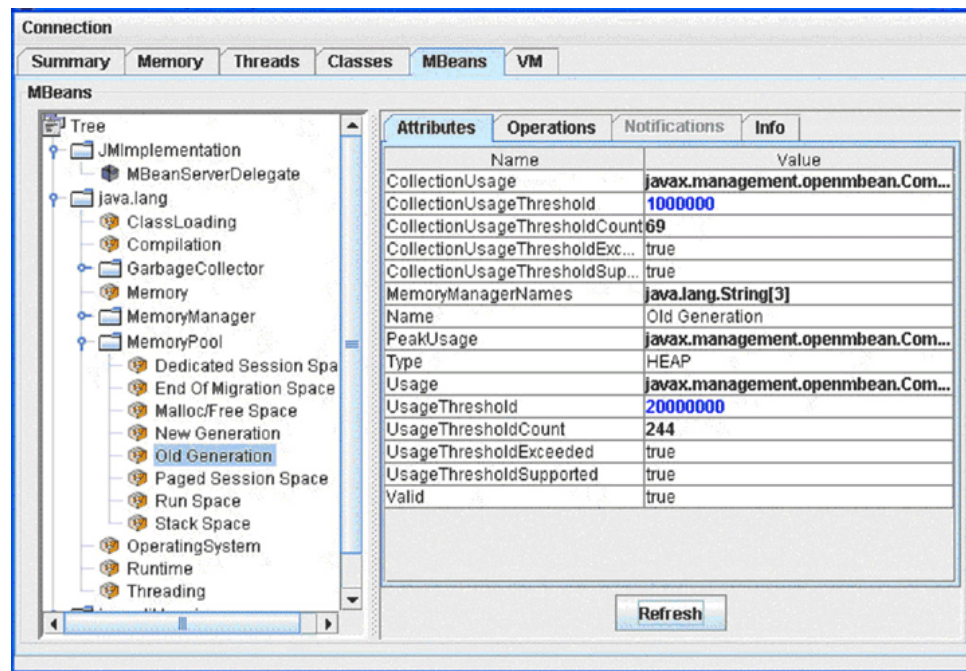 Connection
Summary Memory Threads Classes MBeans VM
MBeans
Tree
JMImplementation
MBeanServerDelegate
java.lang
ClassLoading
Compilation
GarbageCollector
Memory
MemoryManager
MemoryPool
Dedicated Session Spa
End Of Migration Space
Malloc/Free Space
New Generation
Old Generation
Paged Session Space
Run Space
Stack Space
OperatingSystem
Runtime
Threading
Attributes Operations Notifications Info
Name Value
CollectionUsage javax.management.openmbean.Com...
CollectionUsageThreshold 1000000
CollectionUsageThresholdCount 69
CollectionUsageThresholdExc... true
CollectionUsageThresholdSup... true
MemoryManagerNames java.lang.String[3]
Name Old Generation
PeakUsage javax.management.openmbean.Com...
Type HEAP
Usage javax.management.openmbean.Com...
UsageThreshold 20000000
UsageThresholdCount 244
UsageThresholdExceeded true
UsageThresholdSupported true
Valid true
Refresh